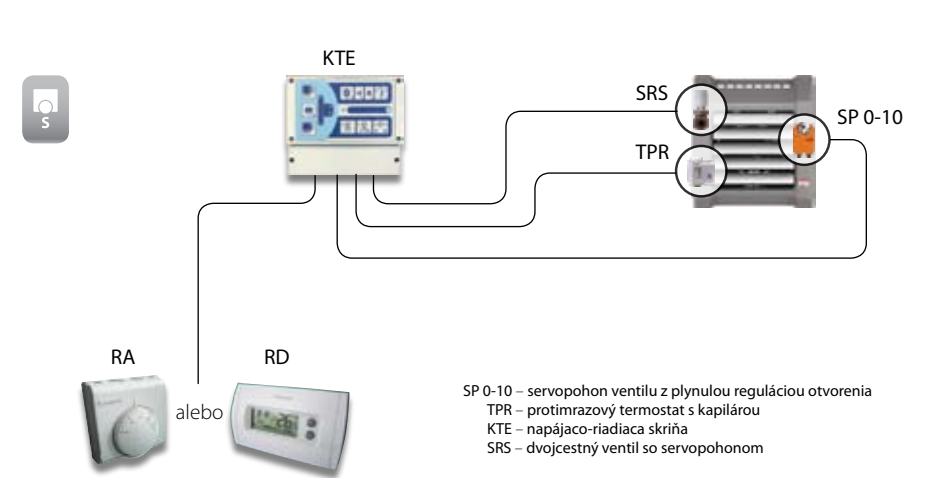 KTE
SRS
SP 0-10
TPR
S
RA
RD
alebo
SP 0-10 – servopohon ventilu z plynulou reguláciou otvorenia
TPR – protimrazový termostat s kapilárou
KTE – napájaco-riadiaca skriňa
SRS – dvojcestný ventil so servopohonom